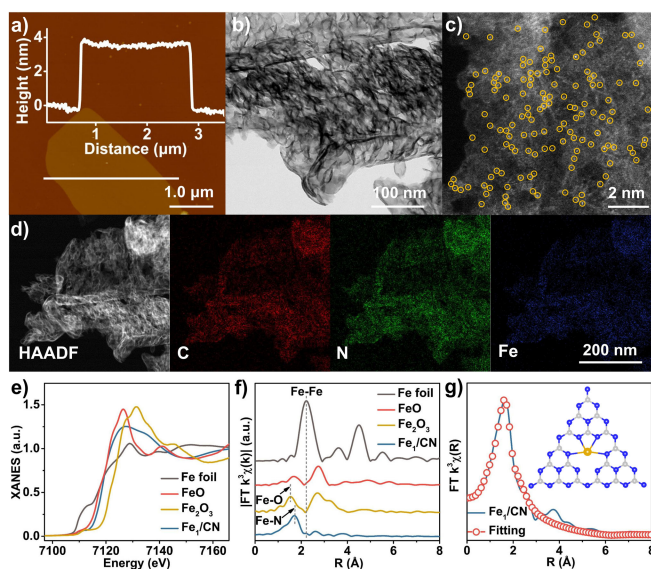 a)
Height (nm)
4
2
0
1
2
3
Distance (µm)
1.0 µm
b)
100 nm
c)
2 nm
d)
HAADF
C
N
Fe
200 nm
e)
XANES (a.u.)
1.5
1.0
0.5
0.0
7100
7120
7140
7160
Energy (eV)
Fe foil
FeO
Fe₂O₃
Fe₁/CN
f)
|FT k³χ(k)| (a.u.)
Fe-Fe
Fe foil
FeO
Fe₂O₃
Fe₁/CN
Fe-O
Fe-N
0 2 4 6 8
R (Å)
g)
FT k³χ(R)
Fe₁/CN
Fitting
0 2 4 6 8
R (Å)